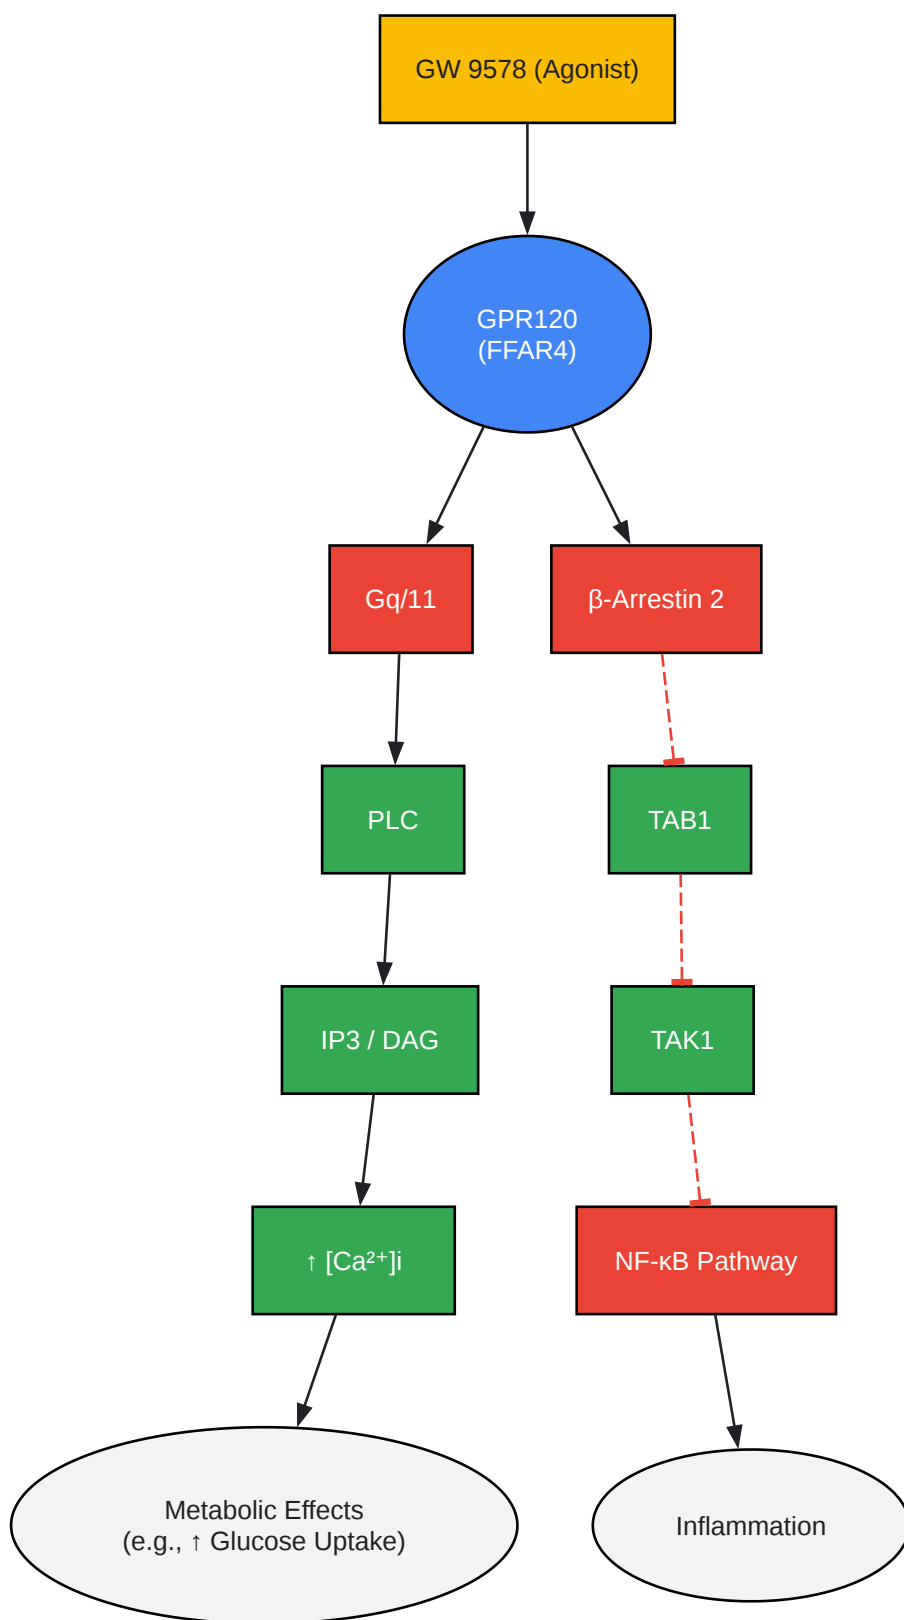 GW 9578 (Agonist)
GPR120
(FFAR4)
Gq/11
β-Arrestin 2
PLC
TAB1
IP3 / DAG
TAK1
↑ [Ca²⁺]i
NF-κB Pathway
Metabolic Effects
(e.g., ↑ Glucose Uptake)
Inflammation